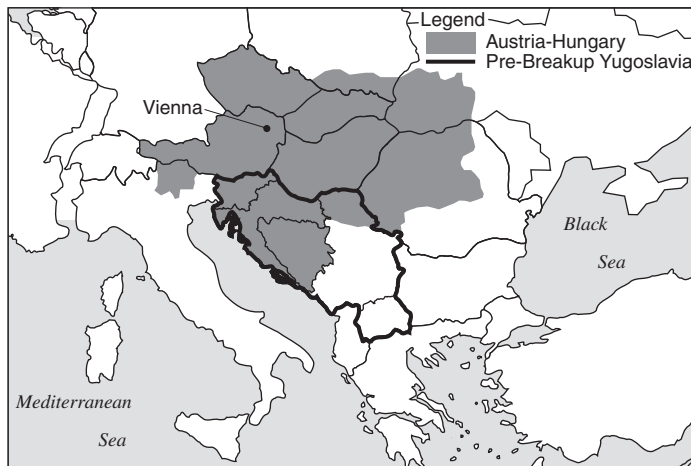 Legend
Austria-Hungary
Pre-Breakup Yugoslavia
Vienna
Black
Sea
Mediterranean
Sea